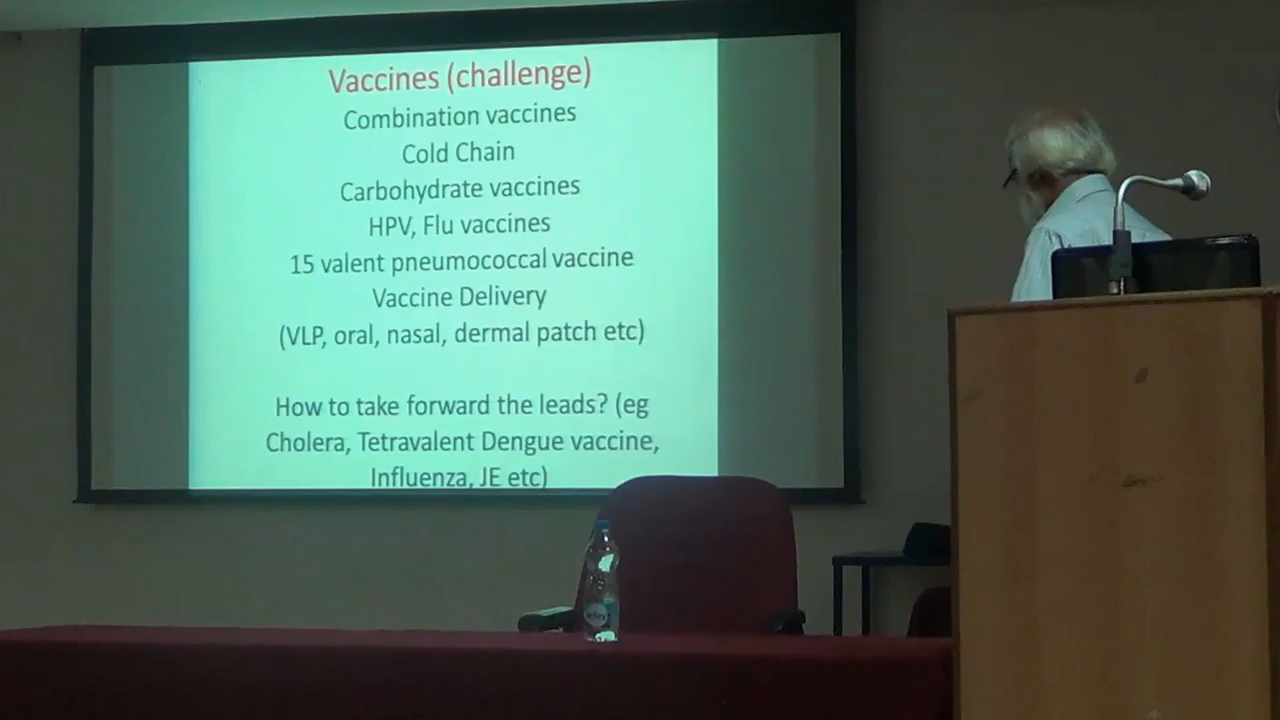 Vaccines (challenge)
Combination vaccines
Cold Chain
Carbohydrate vaccines
HPV, Flu vaccines
15 valent pneumococcal vaccine
Vaccine Delivery
(VLP, oral, nasal, dermal patch etc)
How to take forward the leads? (eg
Cholera, Tetravalent Dengue vaccine,
Influenza, JE etc)